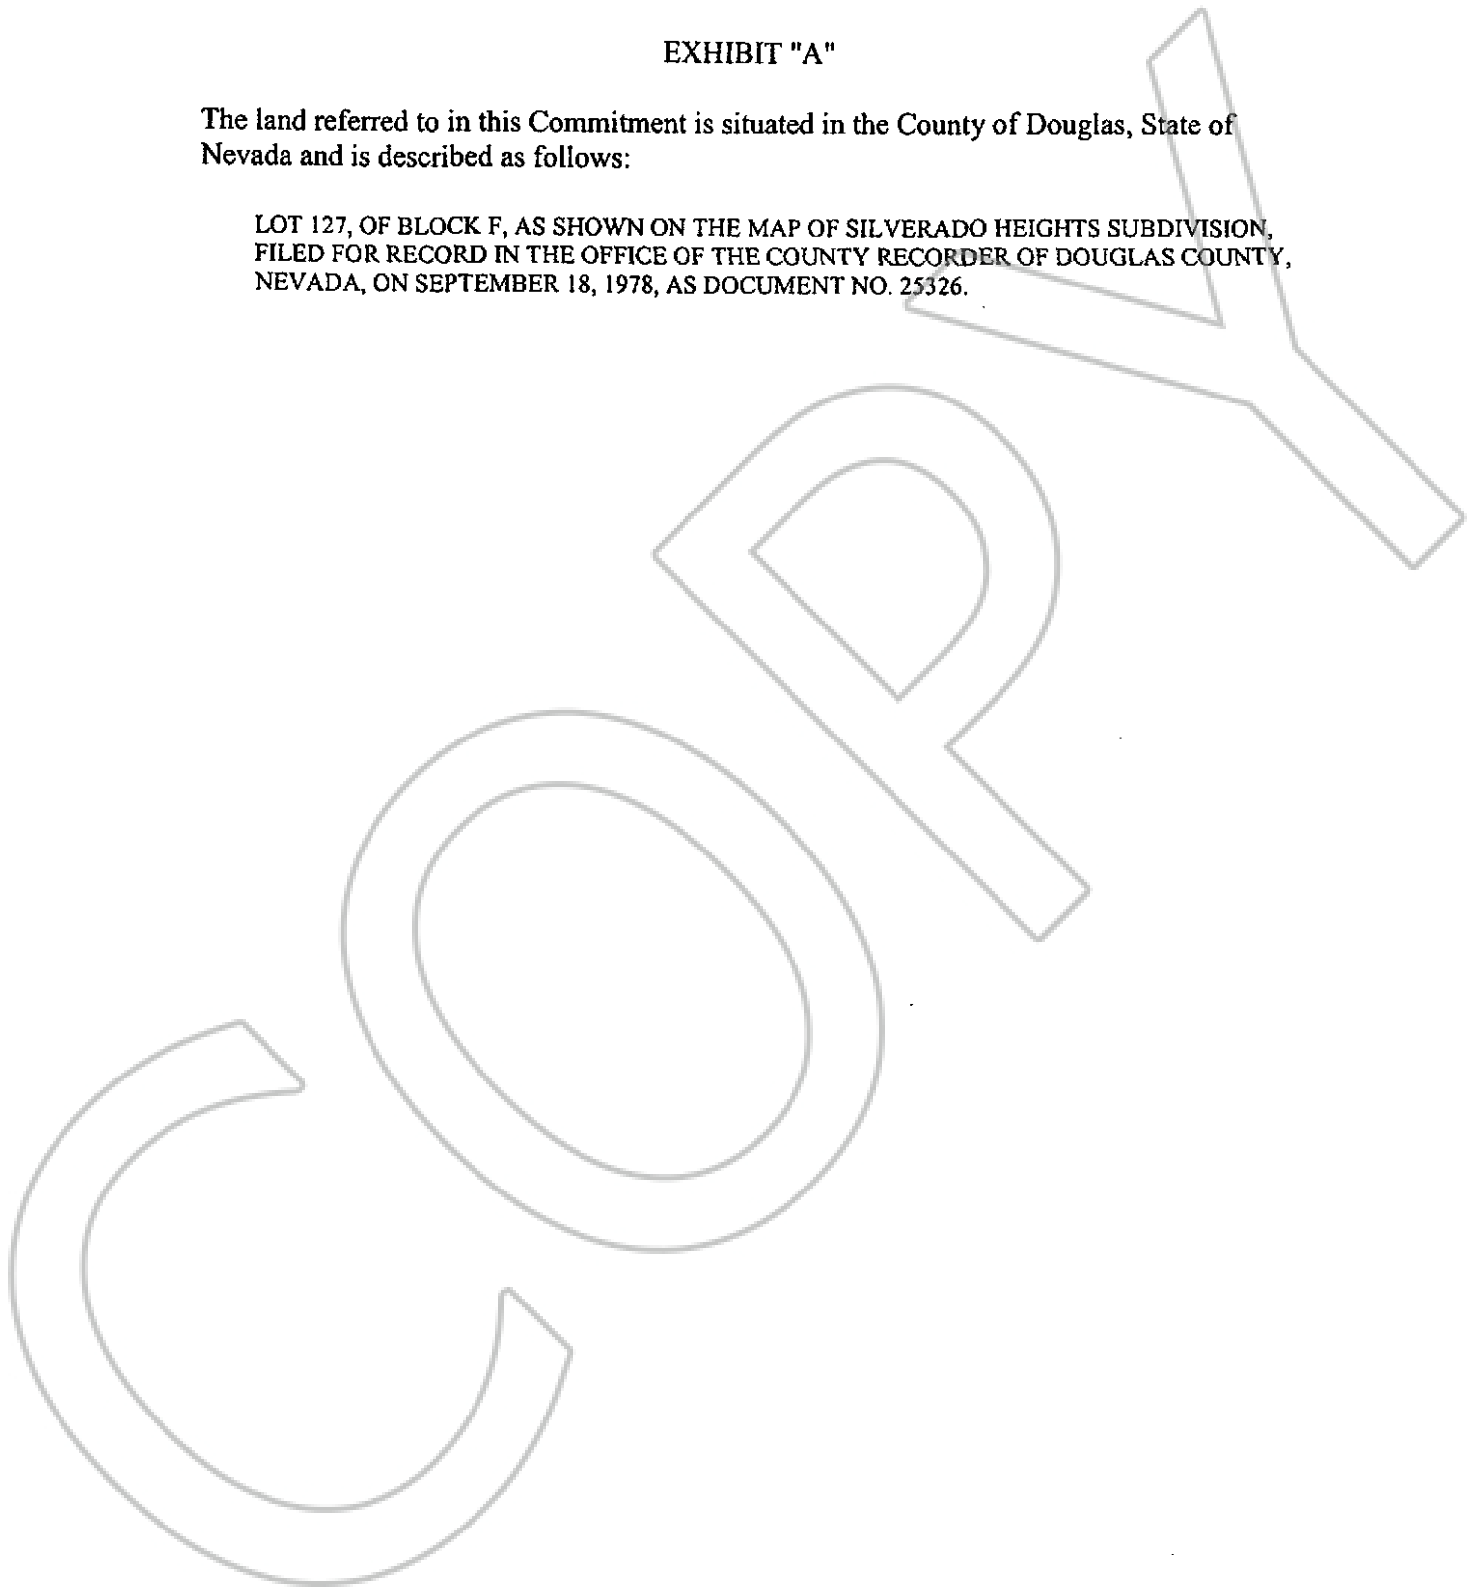 EXHIBIT "A"
The land referred to in this Commitment is situated in the County of Douglas, State of
Nevada and is described as follows:
LOT 127, OF BLOCK F, AS SHOWN ON THE MAP OF SILVERADO HEIGHTS SUBDIVISION,
FILED FOR RECORD IN THE OFFICE OF THE COUNTY RECORDER OF DOUGLAS COUNTY,
NEVADA, ON SEPTEMBER 18, 1978, AS DOCUMENT NO. 25326.
COPY